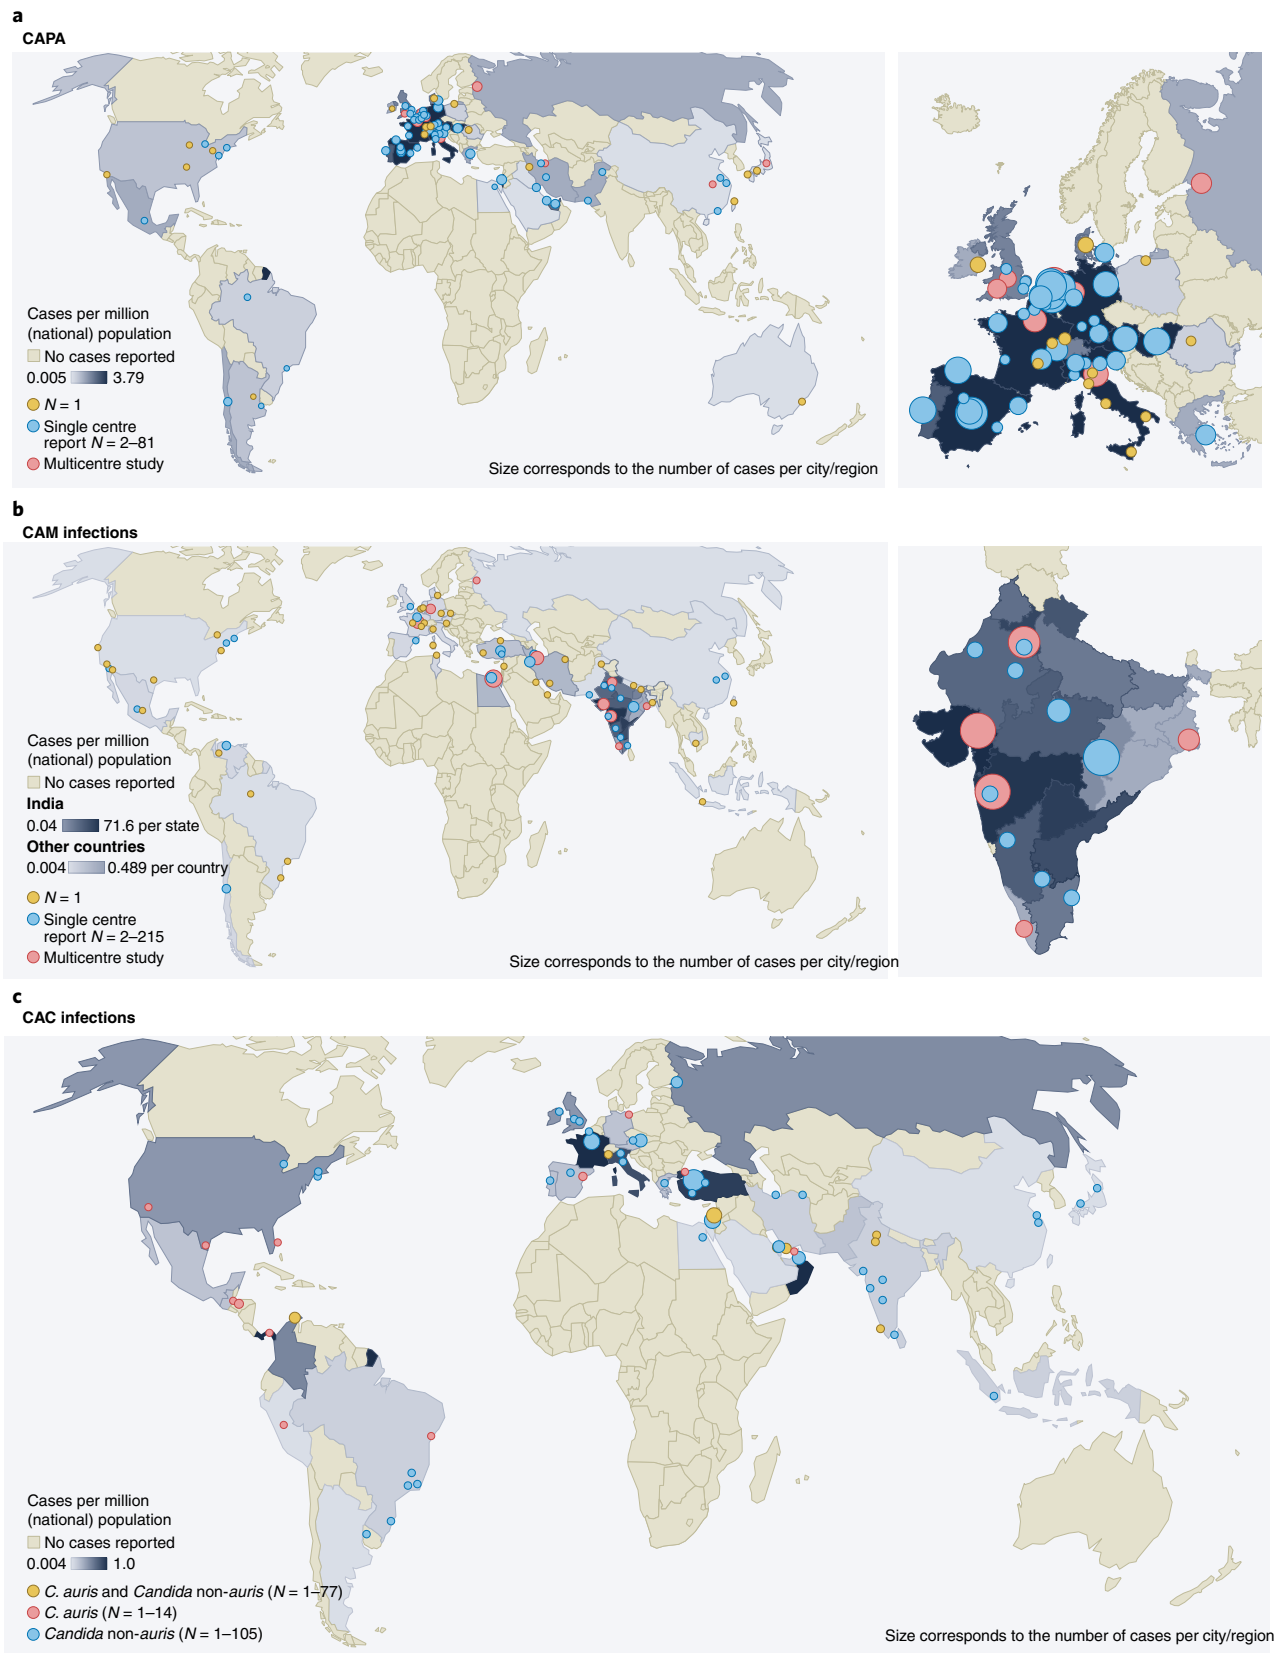 a
CAPA
Cases per million
(national) population
No cases reported
0.005 3.79
N = 1
Single centre
report N = 2–81
Multicentre study
Size corresponds to the number of cases per city/region
b
CAM infections
Cases per million
(national) population
No cases reported
India
0.04 71.6 per state
Other countries
0.004 0.489 per country
N = 1
Single centre
report N = 2–215
Multicentre study
Size corresponds to the number of cases per city/region
c
CAC infections
Cases per million
(national) population
No cases reported
0.004 1.0
C. auris and Candida non-auris (N = 1–77)
C. auris (N = 1–14)
Candida non-auris (N = 1–105)
Size corresponds to the number of cases per city/region